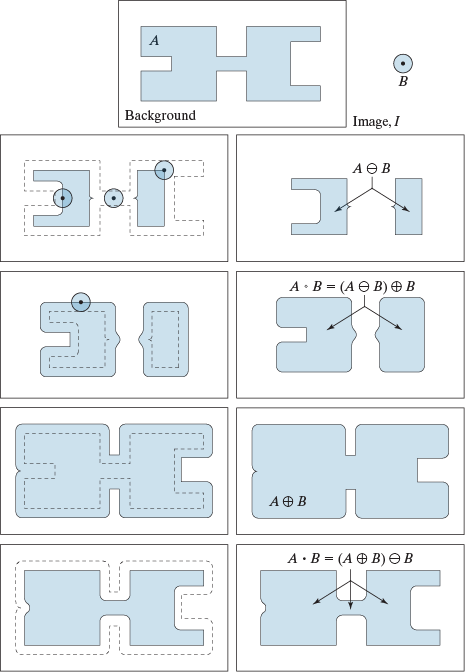 A
B
Background
Image, I
A ⊖ B
A ∘ B = (A ⊖ B) ⊕ B
A ⊕ B
A • B = (A ⊕ B) ⊖ B